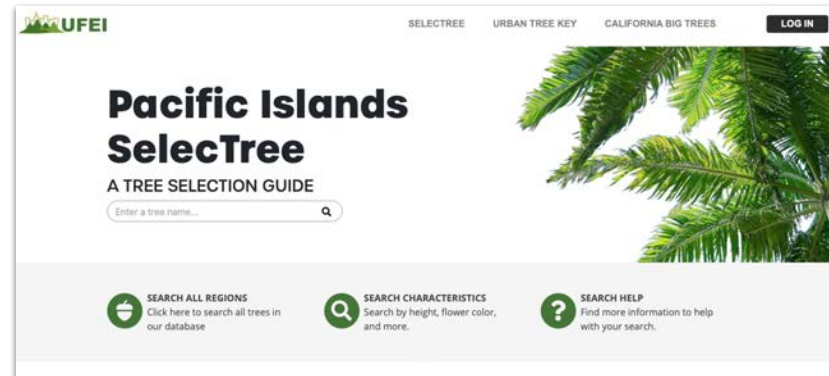 UFEI
SELECTREE
URBAN TREE KEY
CALIFORNIA BIG TREES
LOG IN
Pacific Islands
SelecTree
A TREE SELECTION GUIDE
Enter a tree name...
SEARCH ALL REGIONS
Click here to search all trees in
our database
SEARCH CHARACTERISTICS
Search by height, flower color,
and more.
SEARCH HELP
Find more information to help
with your search.